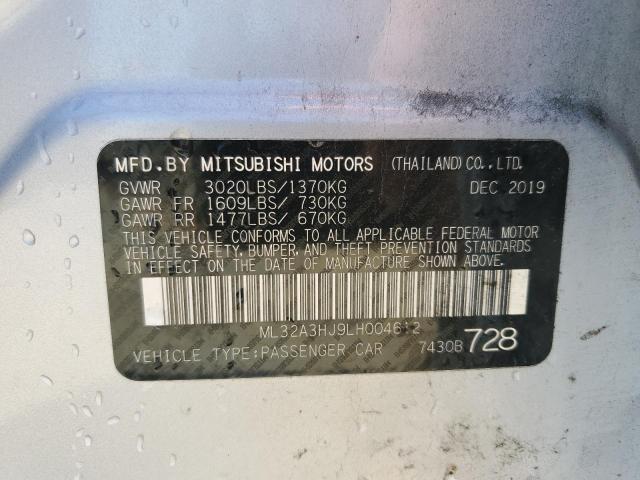 MFD.BY MITSUBISHI MOTORS (THAILAND)CO.,LTD.
GVWR 3020LBS/1370KG DEC 2019
GAWR FR 1609LBS/ 730KG
GAWR RR 1477LBS/ 670KG
THIS VEHICLE CONFORMS TO ALL APPLICABLE FEDERAL MOTOR
VEHICLE SAFETY, BUMPER, AND THEFT PREVENTION STANDARDS
IN EFFECT ON THE DATE OF MANUFACTURE SHOWN ABOVE.
VEHICLE TYPE:PASSENGER CAR 7430B 728